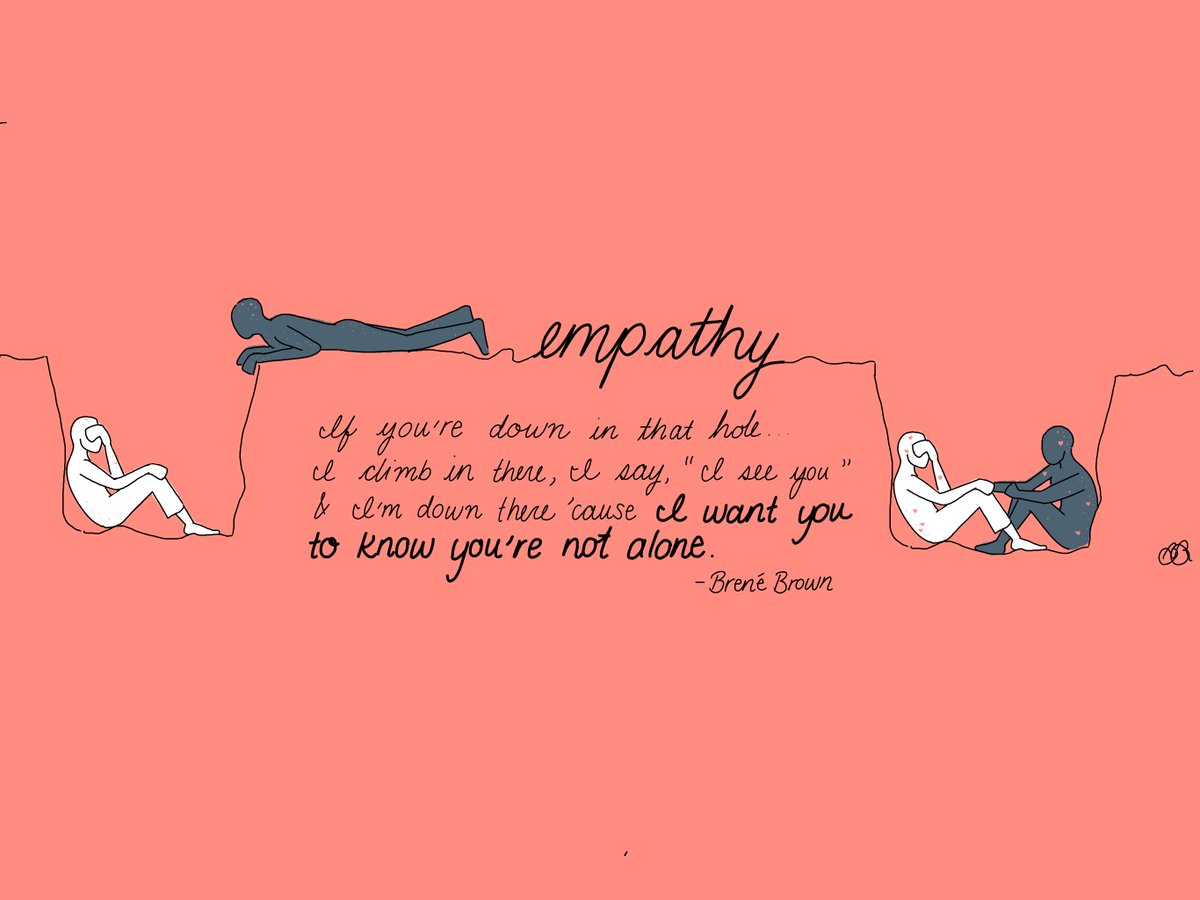 empathy
If you're down in that hole...
I climb in there, I say, "I see you"
& I'm down there 'cause I want you
to know you're not alone.
- Brené Brown